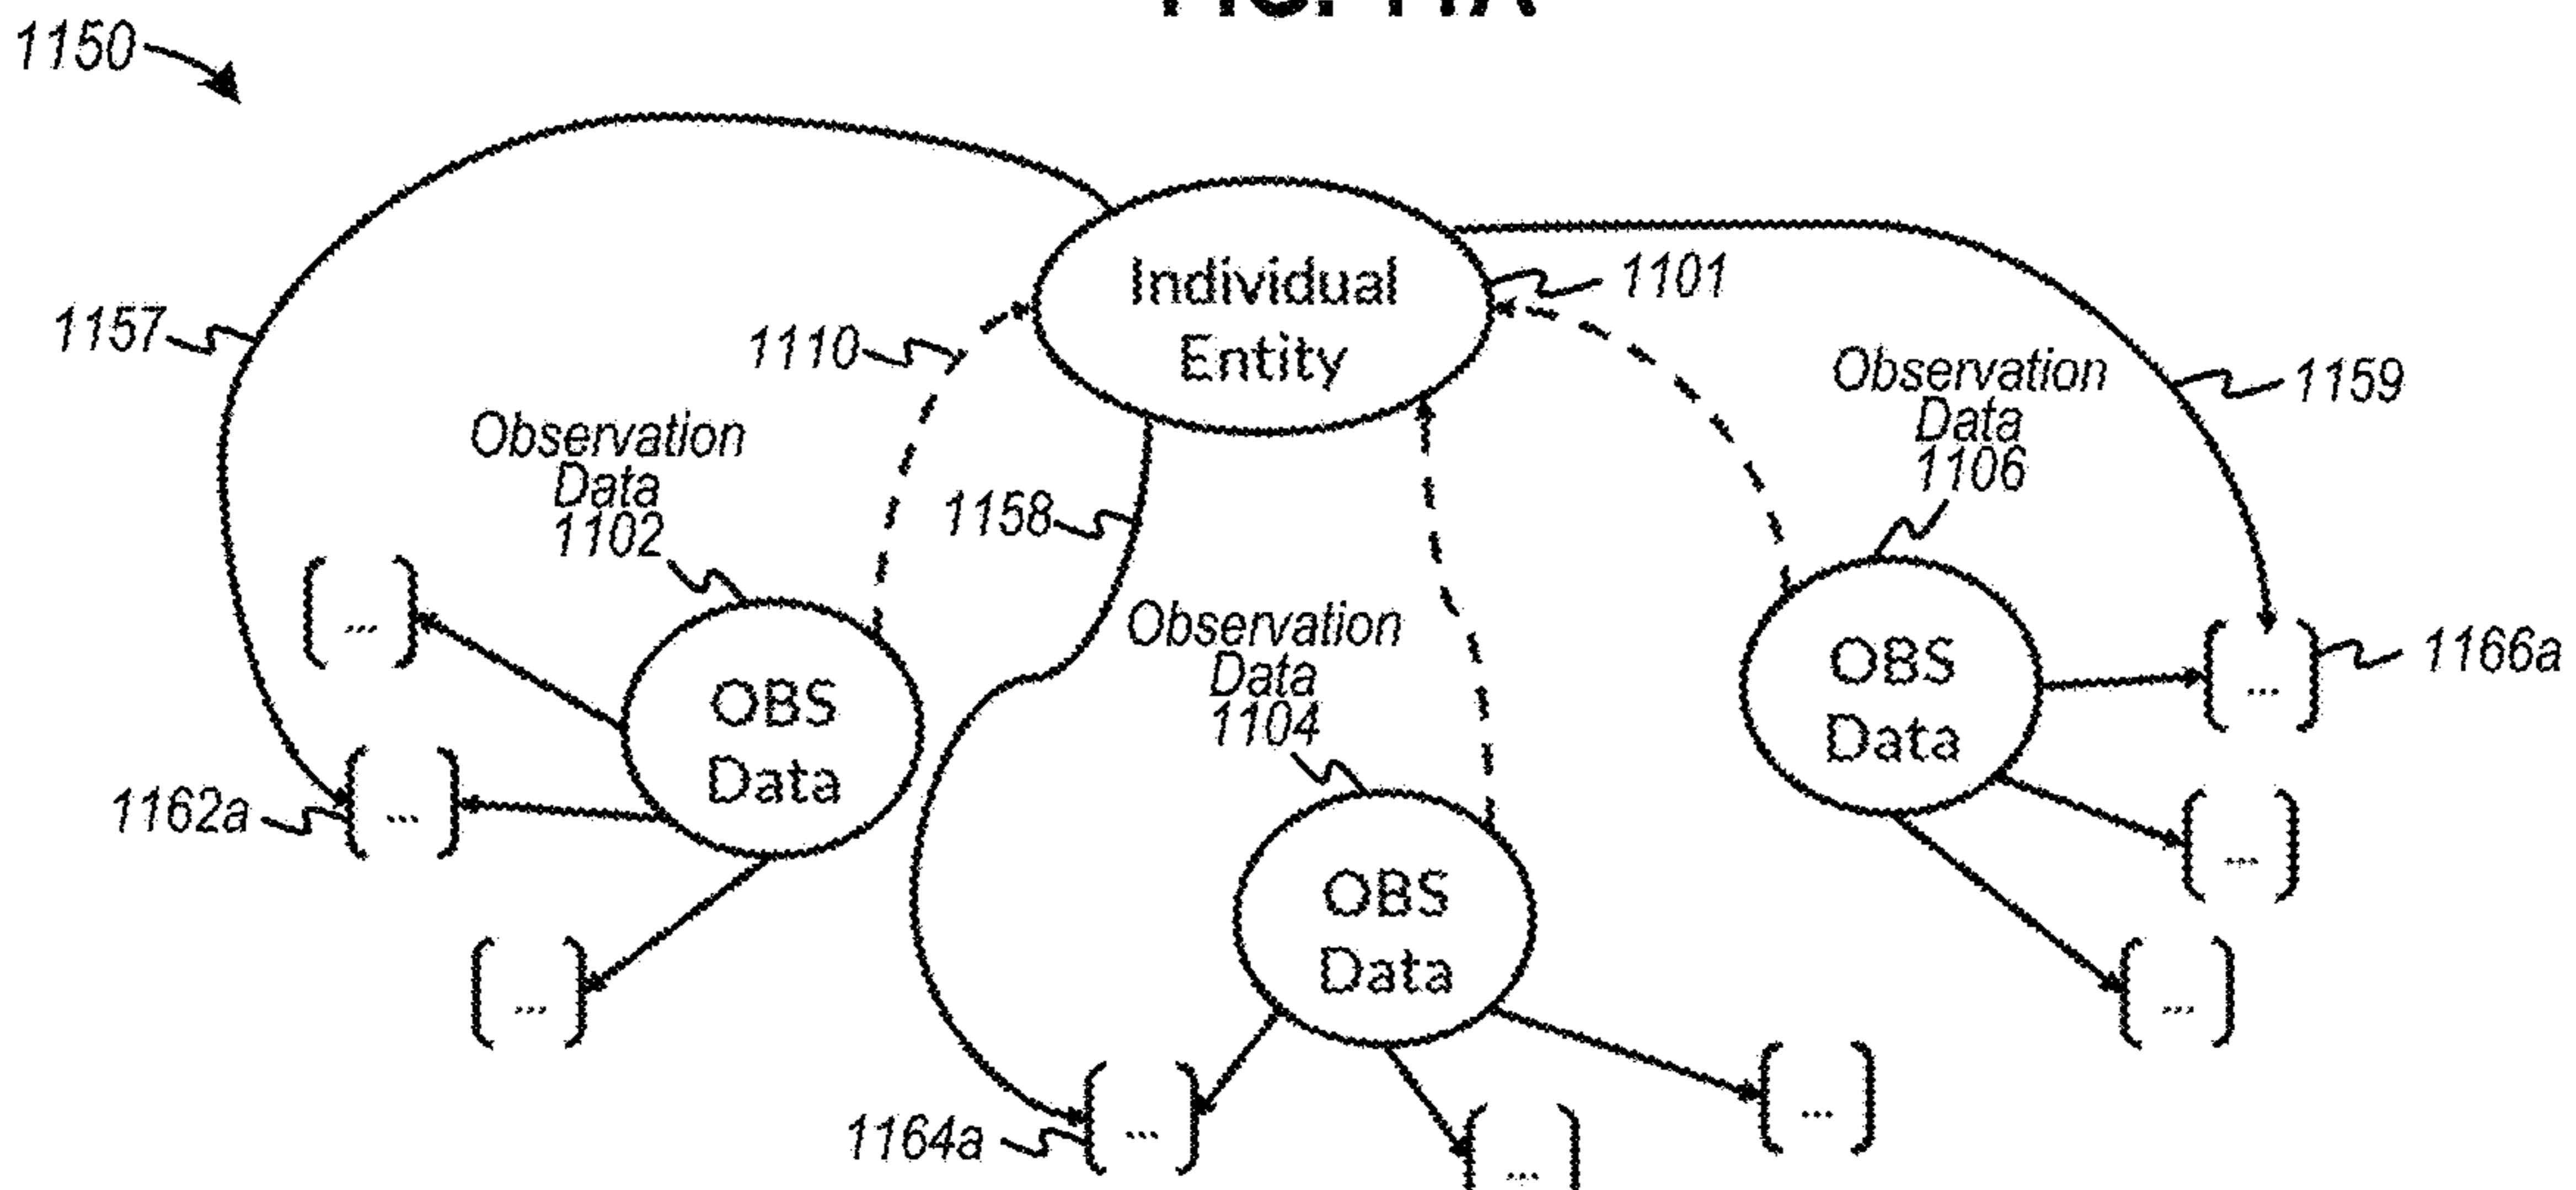 1150
Individual
Entity
1101
1157
1110
Observation
Data
1106
1159
Observation
Data
1102
1158
OBS
Data
Observation
Data
1104
OBS
Data
1166a
...
...
1162a
...
OBS
Data
...
...
...
1164a
...
...
...